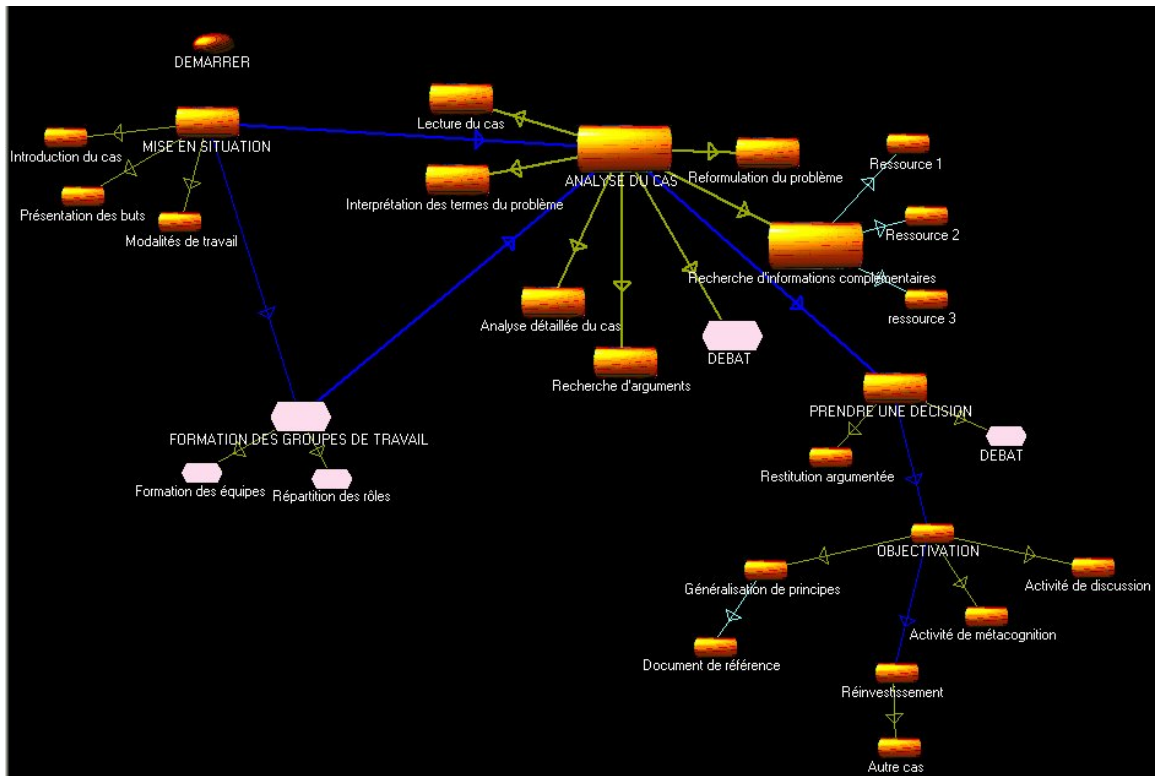 DEMARRER
MISE EN SITUATION
Introduction du cas
Présentation des buts
Modalités de travail
Lecture du cas
ANALYSE DU CAS
Interprétation des termes du problème
Reformulation du problème
Ressource 1
Ressource 2
Recherche d'informations complémentaires
ressource 3
Analyse détaillée du cas
Recherche d'arguments
DEBAT
FORMATION DES GROUPES DE TRAVAIL
Formation des équipes
Répartition des rôles
PRENDRE UNE DECISION
DEBAT
Restitution argumentée
OBJECTIVATION
Généralisation de principes
Activité de discussion
Activité de métacognition
Document de référence
Réinvestissement
Autre cas